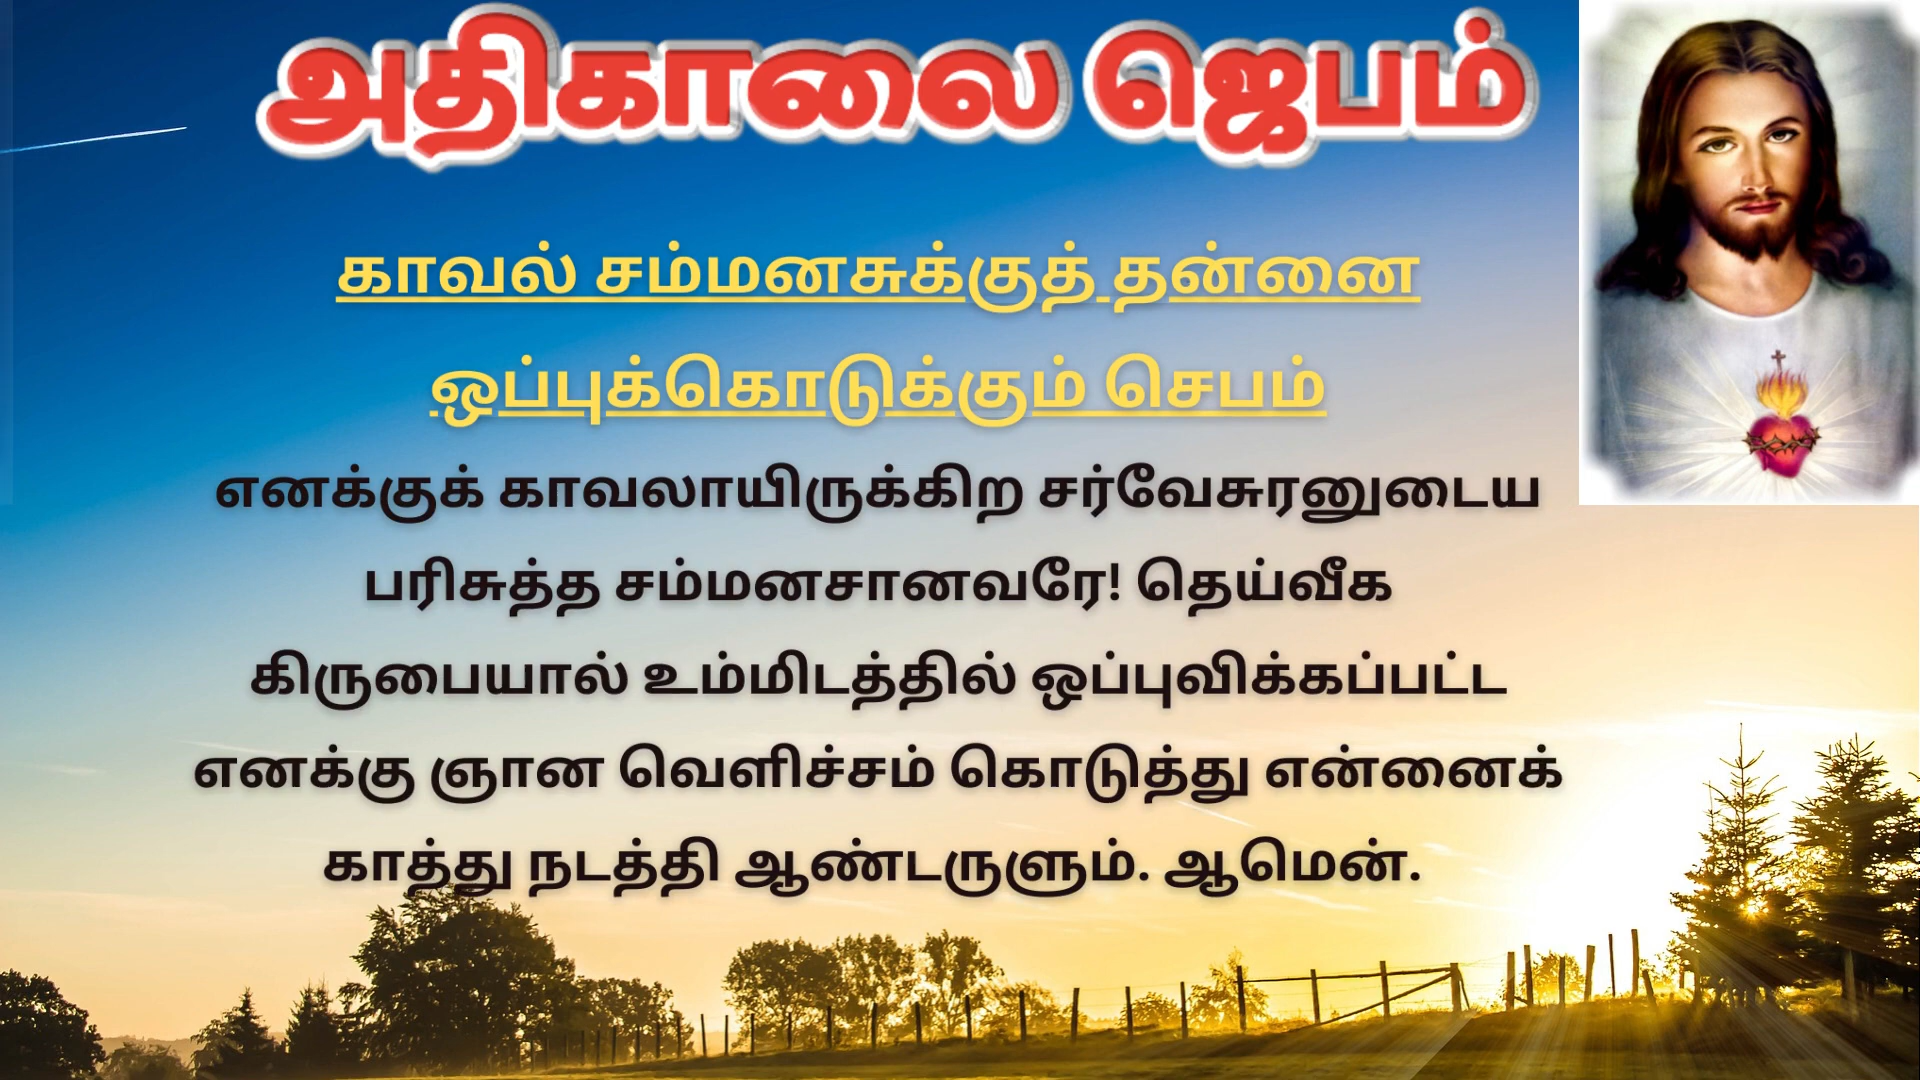 அதிகாலை ஜெபம்
காவல் சம்மனசுக்குத் தன்னை
ஒப்புக்கொடுக்கும் செபம்
எனக்குக் காவலாயிருக்கிற சர்வேசுரனுடைய
பரிசுத்த சம்மனசானவரே! தெய்வீக
கிருபையால் உம்மிடத்தில் ஒப்புவிக்கப்பட்ட
எனக்கு ஞான வெளிச்சம் கொடுத்து என்னைக்
காத்து நடத்தி ஆண்டருளும். ஆமென்.